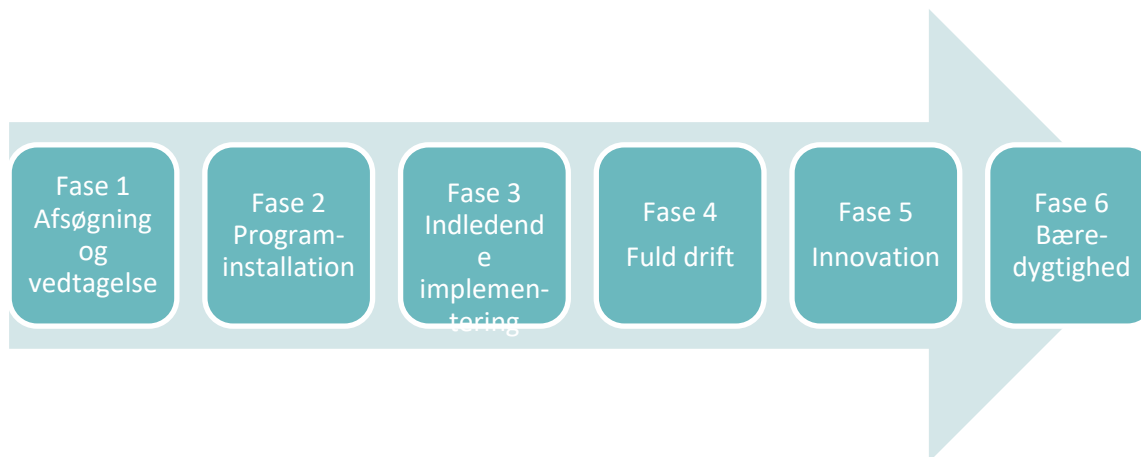 Fase 1
Afsøgning
og
vedtagelse
Fase 2
Program-
installation
Fase 3
Indledend
e
implemen-
tering
Fase 4
Fuld drift
Fase 5
Innovation
Fase 6
Bære-
dygtighed